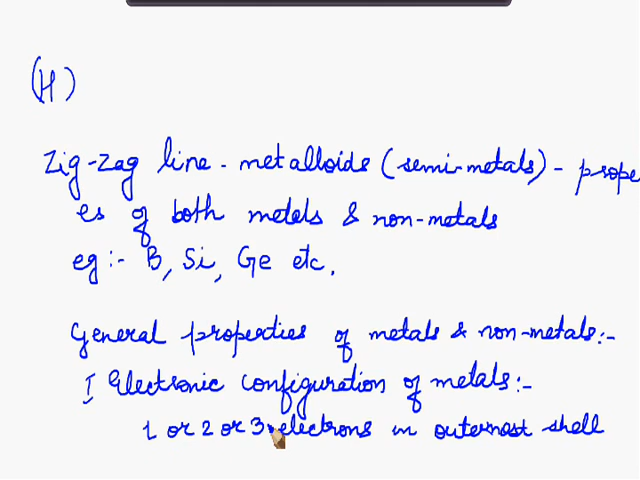 (H)
Zig-Zag line - metalloids (semi-metals) - prope
es of both metals & non-metals
eg :- B, Si, Ge etc.
General properties of metals & non-metals:-
I Electronic configuration of metals:-
1 or 2 or 3 electrons in outermost shell